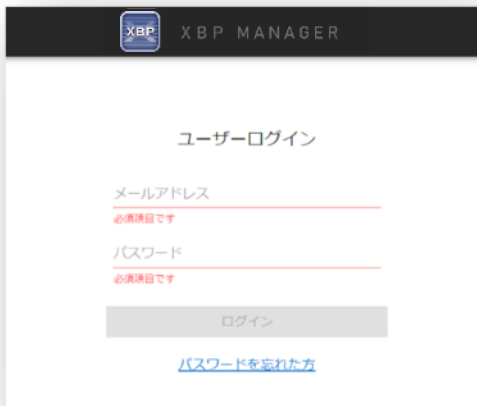 XBP
XBP MANAGER
ユーザーログイン
メールアドレス
必須項目です
パスワード
必須項目です
ログイン
パスワードを忘れた方